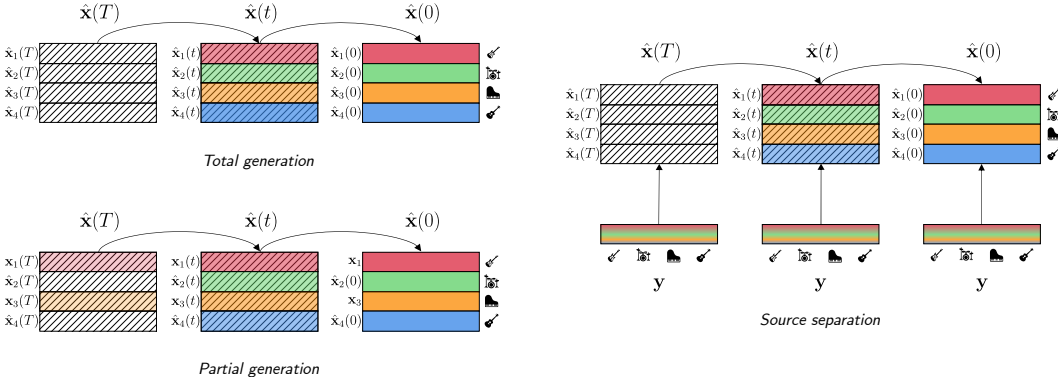 x̂(T) x̂(t) x̂(0)
x̂₁(T) x̂₁(t) x̂₁(0)
x̂₂(T) x̂₂(t) x̂₂(0)
x̂₃(T) x̂₃(t) x̂₃(0)
x̂₄(T) x̂₄(t) x̂₄(0)
Total generation
x̂(T) x̂(t) x̂(0)
x₁(T) x₁(t) x₁
x̂₂(T) x̂₂(t) x̂₂(0)
x₃(T) x₃(t) x₃
x̂₄(T) x̂₄(t) x̂₄(0)
Partial generation
x̂(T) x̂(t) x̂(0)
x̂₁(T) x̂₁(t) x̂₁(0)
x̂₂(T) x̂₂(t) x̂₂(0)
x̂₃(T) x̂₃(t) x̂₃(0)
x̂₄(T) x̂₄(t) x̂₄(0)
y y y
Source separation